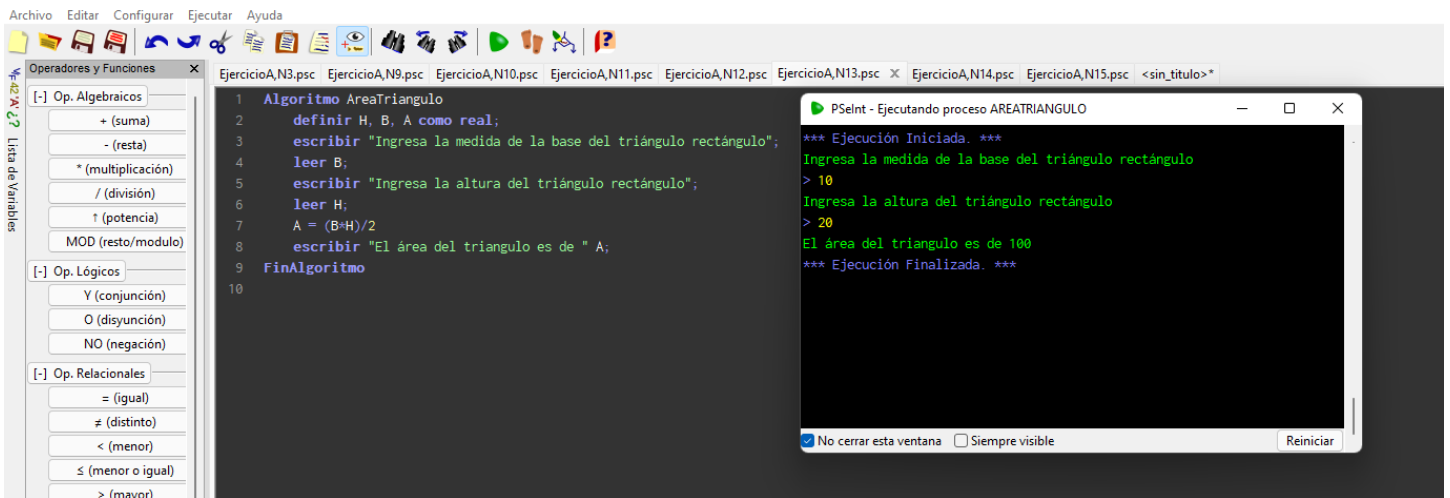 Archivo Editar Configurar Ejecutar Ayuda
Operadores y Funciones X
EjercicioA,N3.psc EjercicioA,N9.psc EjercicioA,N10.psc EjercicioA,N11.psc EjercicioA,N12.psc EjercicioA,N13.psc X EjercicioA,N14.psc EjercicioA,N15.psc <sin_titulo>*
*+-
42
'A'
¿?
Lista de Variables
[-] Op. Algebraicos
+ (suma)
- (resta)
* (multiplicación)
/ (división)
↑ (potencia)
MOD (resto/modulo)
[-] Op. Lógicos
Y (conjunción)
O (disyunción)
NO (negación)
[-] Op. Relacionales
= (igual)
≠ (distinto)
< (menor)
≤ (menor o igual)
> (mayor)
1 Algoritmo AreaTriangulo
2 definir H, B, A como real;
3 escribir "Ingresa la medida de la base del triángulo rectángulo";
4 leer B;
5 escribir "Ingresa la altura del triángulo rectángulo";
6 leer H;
7 A = (B*H)/2
8 escribir "El área del triangulo es de " A;
9 FinAlgoritmo
10
PSeInt - Ejecutando proceso AREATRIANGULO
*** Ejecución Iniciada. ***
Ingresa la medida de la base del triángulo rectángulo
> 10
Ingresa la altura del triángulo rectángulo
> 20
El área del triangulo es de 100
*** Ejecución Finalizada. ***
No cerrar esta ventana Siempre visible Reiniciar